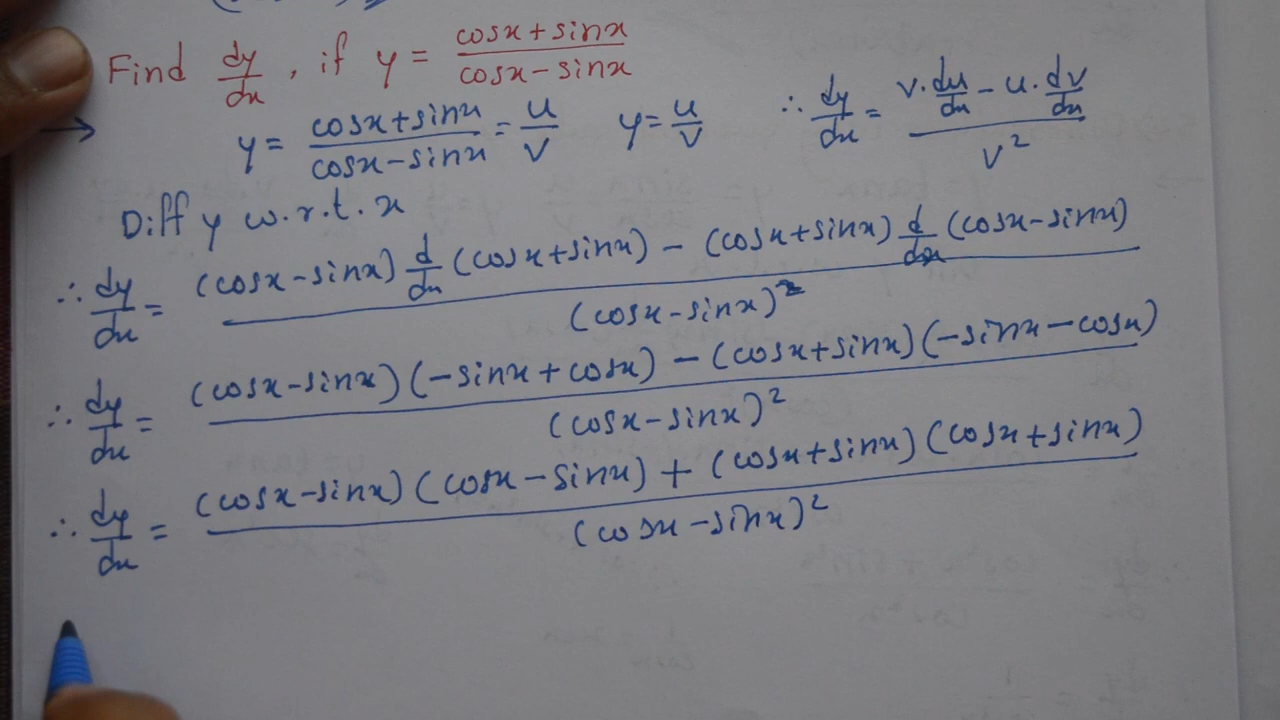 Find dy/dx, if y = (cosx + sinx)/(cosx - sinx)
→ y = (cosx + sinx)/(cosx - sinx) = u/v y = u/v ∴ dy/dx = (v.du/dx - u.dv/dx)/v²
Diff y w.r.t. x
∴ dy/dx = ((cosx - sinx) d/dx (cosx + sinx) - (cosx + sinx) d/dx (cosx - sinx))/(cosx - sinx)²
∴ dy/dx = ((cosx - sinx)(-sinx + cosx) - (cosx + sinx)(-sinx - cosx))/(cosx - sinx)²
∴ dy/dx = ((cosx - sinx)(cosx - sinx) + (cosx + sinx)(cosx + sinx))/(cosx - sinx)²